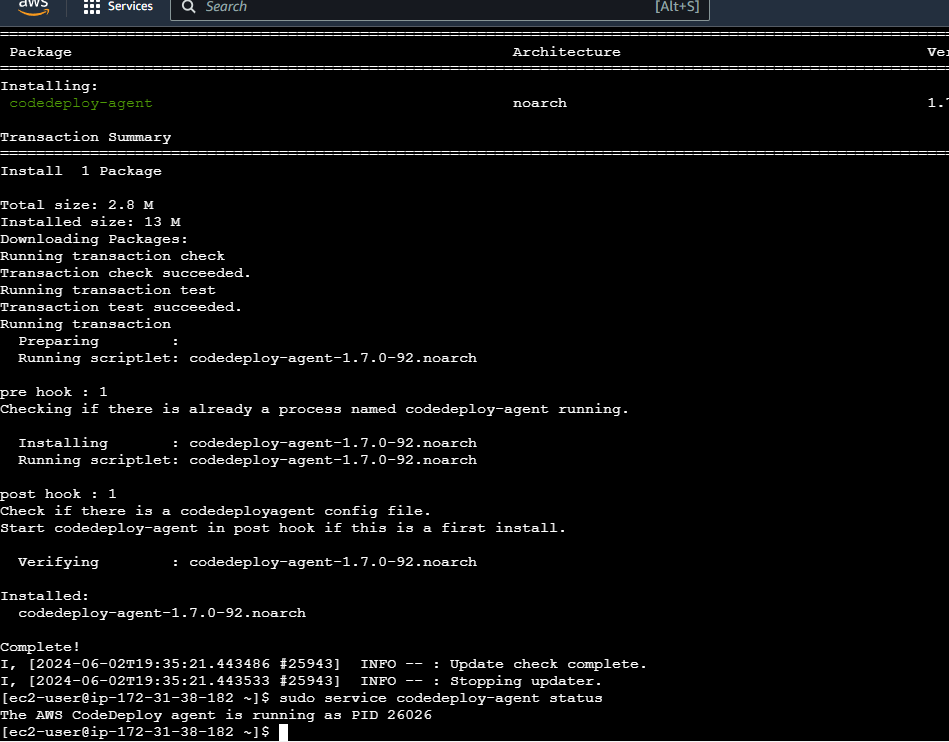 aws Services Search [Alt+S]
================================================================================
Package Architecture Ver
================================================================================
Installing:
codedeploy-agent noarch 1.7
Transaction Summary
================================================================================
Install  1 Package
Total size: 2.8 M
Installed size: 13 M
Downloading Packages:
Running transaction check
Transaction check succeeded.
Running transaction test
Transaction test succeeded.
Running transaction
  Preparing        :
  Running scriptlet: codedeploy-agent-1.7.0-92.noarch
pre hook : 1
Checking if there is already a process named codedeploy-agent running.
  Installing       : codedeploy-agent-1.7.0-92.noarch
  Running scriptlet: codedeploy-agent-1.7.0-92.noarch
post hook : 1
Check if there is a codedeployagent config file.
Start codedeploy-agent in post hook if this is a first install.
  Verifying        : codedeploy-agent-1.7.0-92.noarch
Installed:
  codedeploy-agent-1.7.0-92.noarch
Complete!
I, [2024-06-02T19:35:21.443486 #25943]  INFO -- : Update check complete.
I, [2024-06-02T19:35:21.443533 #25943]  INFO -- : Stopping updater.
[ec2-user@ip-172-31-38-182 ~]$ sudo service codedeploy-agent status
The AWS CodeDeploy agent is running as PID 26026
[ec2-user@ip-172-31-38-182 ~]$